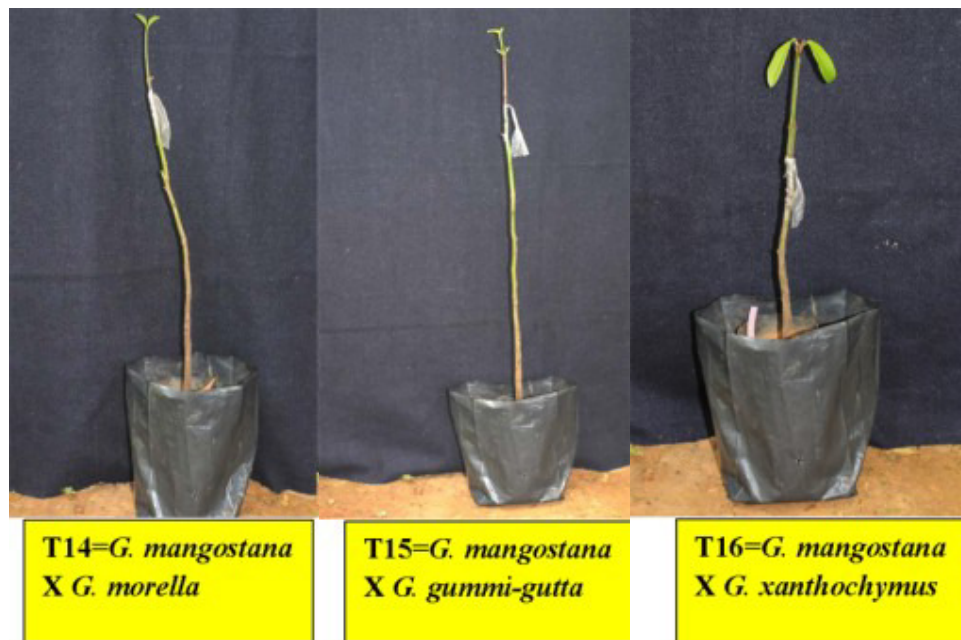 T14=G. mangostana
X G. morella
T15=G. mangostana
X G. gummi-gutta
T16=G. mangostana
X G. xanthochymus